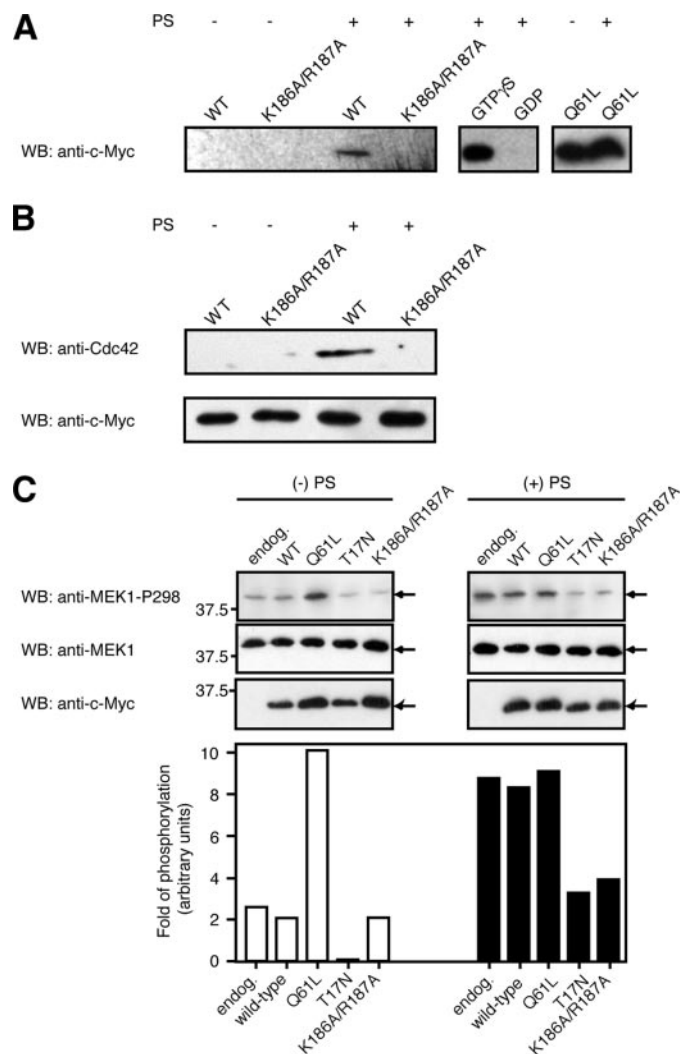 A
PS - - + + + + - +
WT K186A/R187A WT K186A/R187A GTPγS GDP Q61L Q61L
WB: anti-c-Myc
B
PS - - + +
WT K186A/R187A WT K186A/R187A
WB: anti-Cdc42
WB: anti-c-Myc
C
(-) PS (+) PS
endog. WT Q61L T17N K186A/R187A endog. WT Q61L T17N K186A/R187A
WB: anti-MEK1-P298
37.5
WB: anti-MEK1
37.5
37.5
WB: anti-c-Myc
Fold of phosphorylation
(arbitrary units)
10
8
6
4
2
0
endog. wild-type Q61L T17N K186A/R187A endog. wild-type Q61L T17N K186A/R187A